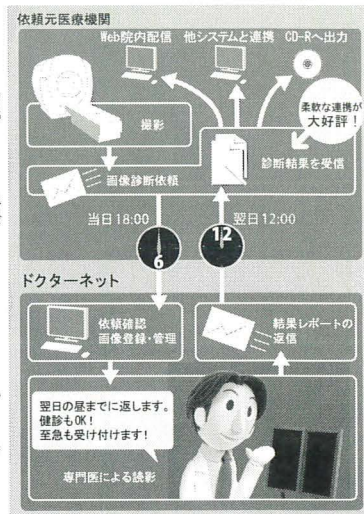 依頼元医療機関
Web院内配信 他システムと連携 CD-Rへ出力
柔軟な連携が
大好評！
撮影
診断結果を受信
画像診断依頼
当日18:00
翌日12:00
6
12
ドクターネット
依頼確認
画像登録・管理
結果レポートの
返信
翌日の昼までに返します。
健診もOK！
至急も受け付けます！
専門医による読影